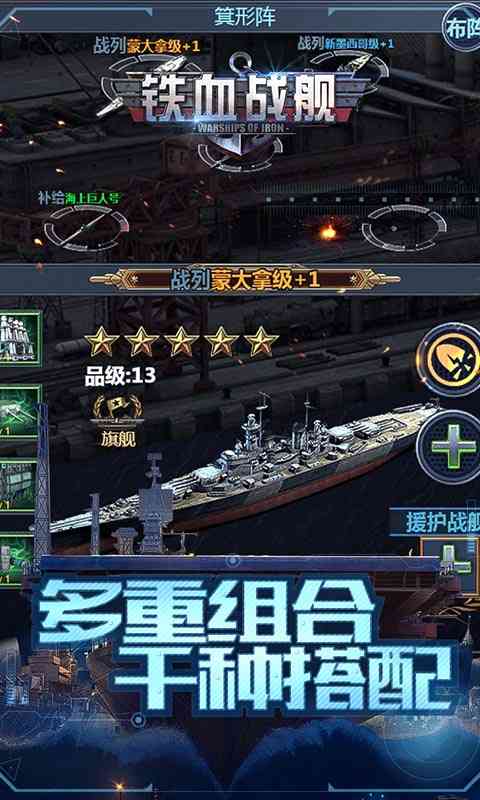 箕形阵
布阵
战列蒙大拿级+1
战列新墨西哥级+1
铁血战舰
WARSHIPS OF IRON
补给海上巨人号
战列蒙大拿级+1
品级:13
旗舰
/1
/1
/1
援护战舰
多重组合
千种搭配